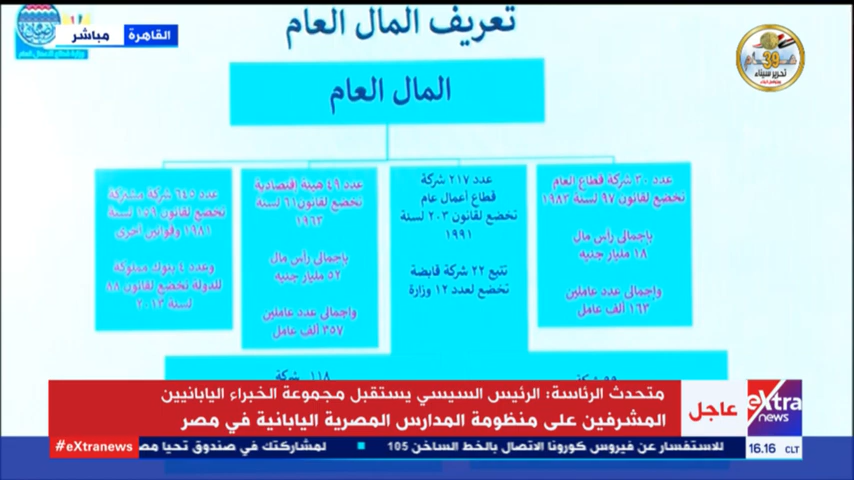 تعريف المال العام
القاهرة
مباشر
عام
39
تحرير سيناء
المال العام
عدد ٣٠ شركة قطاع العام
تخضع لقانون ٩٧ لسنة ١٩٨٣
بإجمالي رأس مال
١٨ مليار جنيه
وإجمالي عدد عاملين
١٦٣ ألف عامل
عدد ٢١٧ شركة
قطاع أعمال عام
تخضع لقانون ٢٠٣ لسنة
١٩٩١
تتبع ٢٢ شركة قابضة
تخضع لعدد ١٢ وزارة
عدد ٤٩ هيئة إقتصادية
تخضع لقانون ٦١ لسنة
١٩٦٣
بإجمالي رأس مال
٥٢ مليار جنيه
وإجمالي عدد عاملين
٣٥٧ ألف عامل
عدد ٦٤٥ شركة مشتركة
تخضع لقانون ١٥٩ لسنة
١٩٨١ وقوانين أخرى
وعدد ٤ بنوك مملوكة
للدولة تخضع لقانون ٨٨
لسنة ٢٠١٣
١١٨ شركة
عاجل
متحدث الرئاسة: الرئيس السيسي يستقبل مجموعة الخبراء اليابانيين
المشرفين على منظومة المدارس المصرية اليابانية في مصر
eXtra
news
#eXtranews
للاستفسار عن فيروس كورونا الاتصال بالخط الساخن 105
لمشاركتك في صندوق تحيا مصر
16.16 CLT